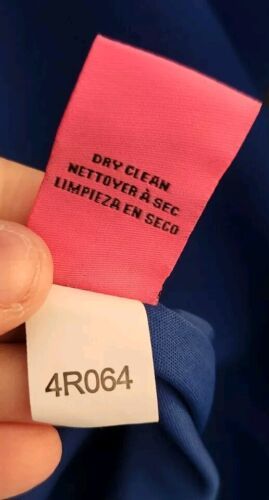 DRY CLEAN
NETTOYER À SEC
LIMPIEZA EN SECO
4R064